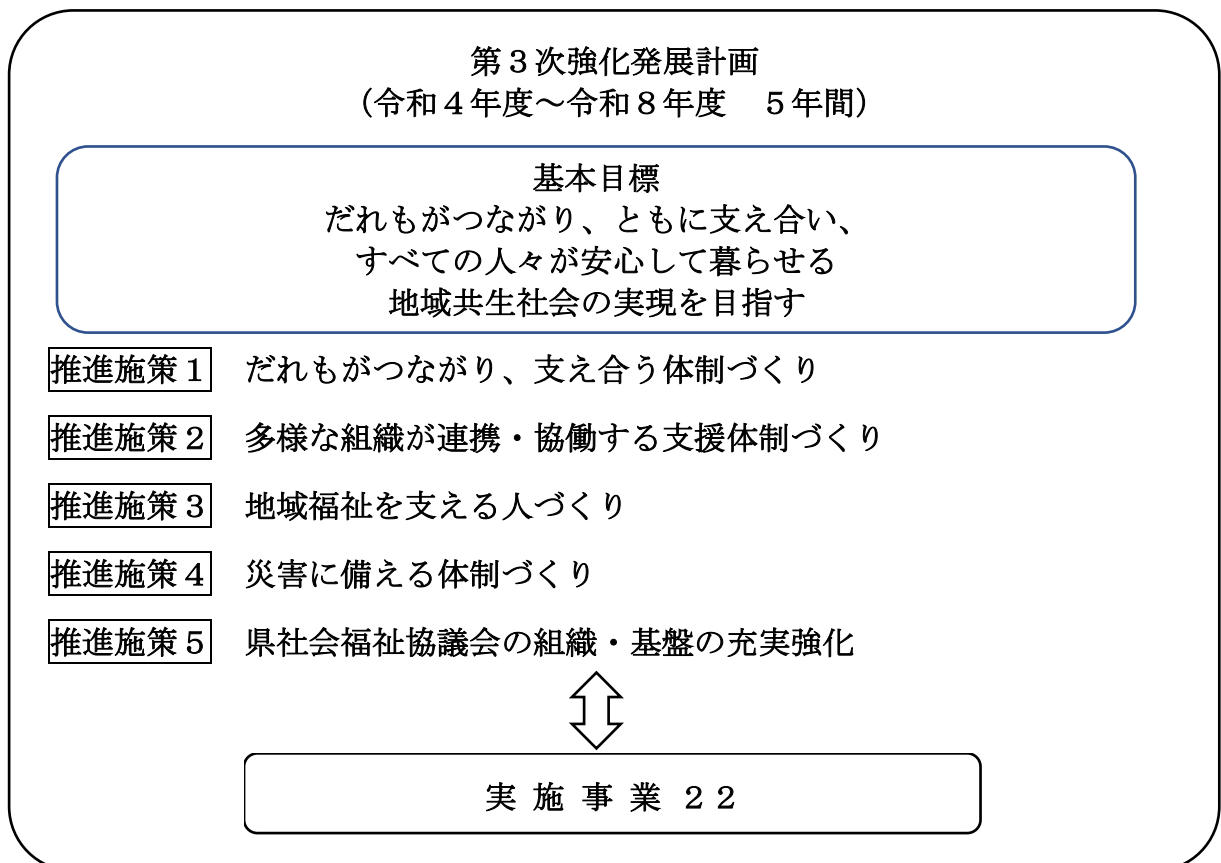 第３次強化発展計画
（令和４年度～令和８年度　５年間）
基本目標
だれもがつながり、ともに支え合い、
すべての人々が安心して暮らせる
地域共生社会の実現を目指す
推進施策１　だれもがつながり、支え合う体制づくり
推進施策２　多様な組織が連携・協働する支援体制づくり
推進施策３　地域福祉を支える人づくり
推進施策４　災害に備える体制づくり
推進施策５　県社会福祉協議会の組織・基盤の充実強化
実 施 事 業 ２２